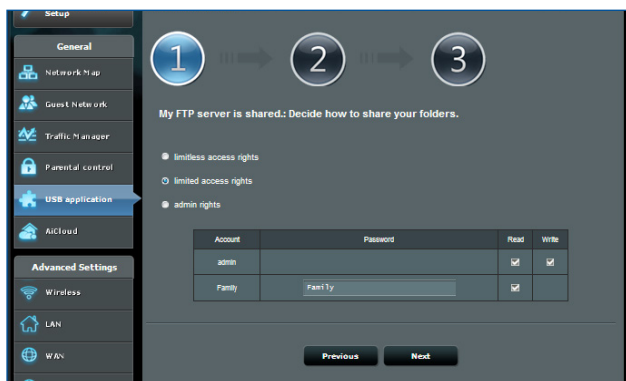 Setup
General
Network Map
Guest Network
Traffic Manager
Parental control
USB application
AiCloud
Advanced Settings
Wireless
LAN
WAN
1 2 3
My FTP server is shared.: Decide how to share your folders.
limitless access rights
limited access rights
admin rights
Account Password Read Write
admin
Family Family
Previous Next